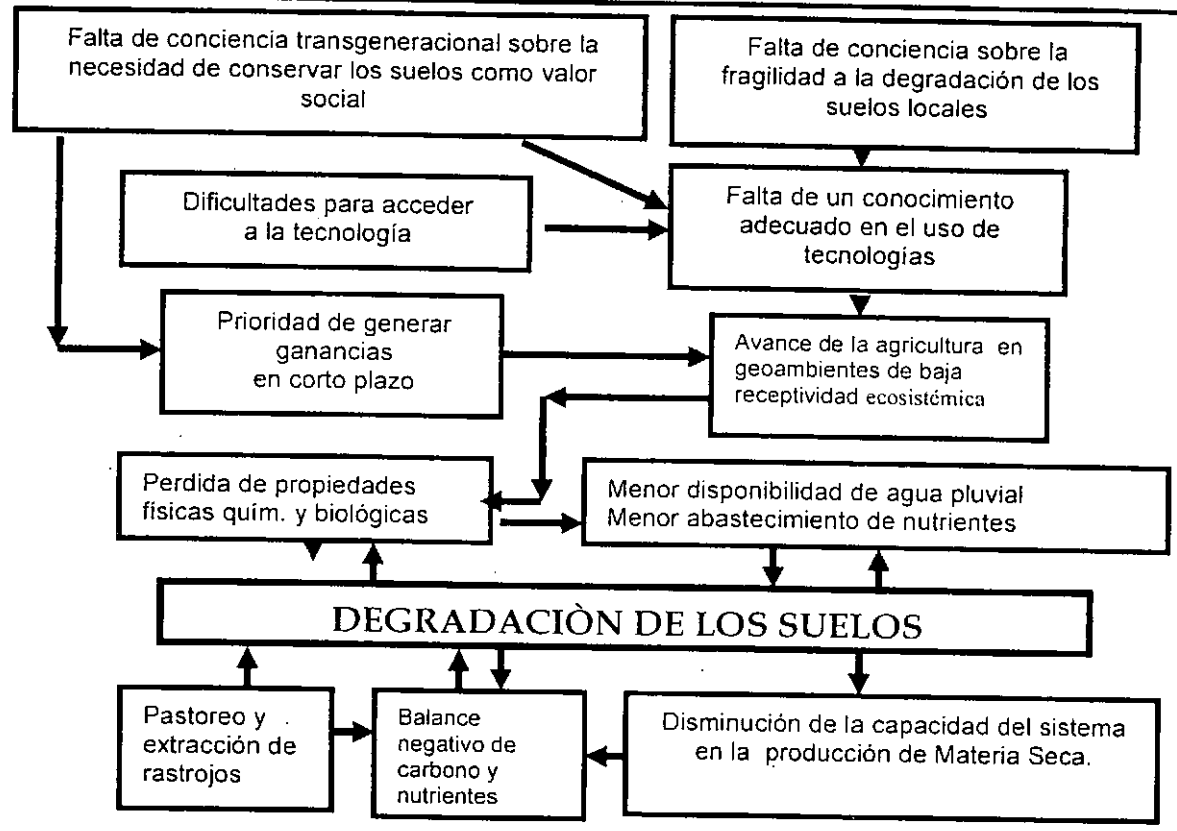 Falta de conciencia transgeneracional sobre la
necesidad de conservar los suelos como valor
social
Falta de conciencia sobre la
fragilidad a la degradación de los
suelos locales
Dificultades para acceder
a la tecnología
Falta de un conocimiento
adecuado en el uso de
tecnologías
Prioridad de generar
ganancias
en corto plazo
Avance de la agricultura en
geoambientes de baja
receptividad ecosistémica
Perdida de propiedades
físicas quím. y biológicas
Menor disponibilidad de agua pluvial
Menor abastecimiento de nutrientes
DEGRADACIÒN DE LOS SUELOS
Pastoreo y
extracción de
rastrojos
Balance
negativo de
carbono y
nutrientes
Disminución de la capacidad del sistema
en la producción de Materia Seca.